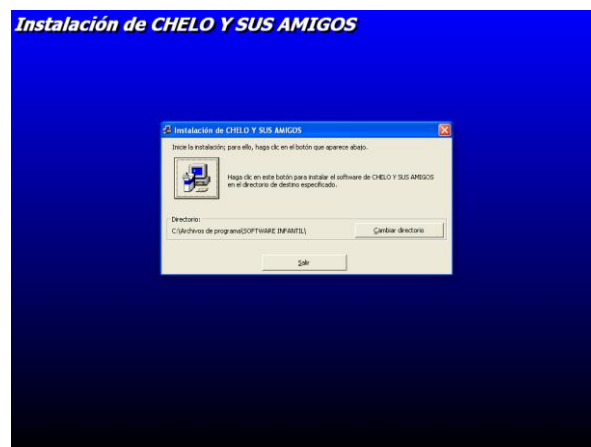 Instalación de CHELO Y SUS AMIGOS
Instalación de CHELO Y SUS AMIGOS
Inicie la instalación; para ello, haga clic en el botón que aparece abajo.
Haga clic en este botón para instalar el software de CHELO Y SUS AMIGOS
en el directorio de destino especificado.
Directorio:
C:\Archivos de programa\SOFTWARE INFANTIL\
Cambiar directorio
Salir